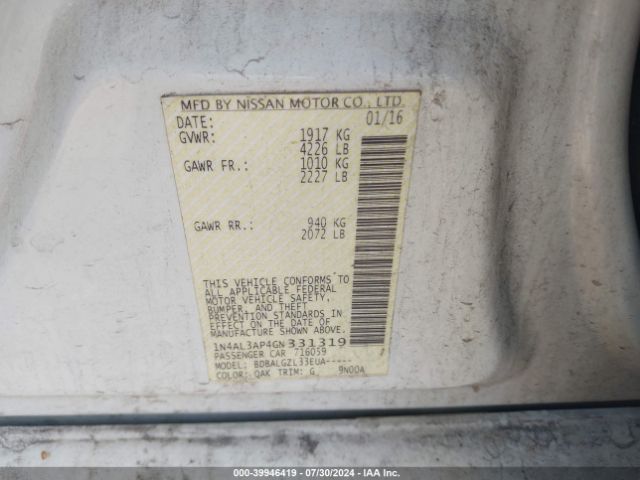 MFD BY NISSAN MOTOR CO., LTD.
DATE: 01/16
GVWR: 1917 KG
4226 LB
GAWR FR.: 1010 KG
2227 LB
GAWR RR.: 940 KG
2072 LB
THIS VEHICLE CONFORMS TO
ALL APPLICABLE FEDERAL
MOTOR VEHICLE SAFETY,
BUMPER, AND THEFT
PREVENTION STANDARDS
IN EFFECT ON THE DATE OF
MANUFACTURE SHOWN ABOVE.
1N4AL3AP4GN331319
PASSENGER CAR 716059
MODEL: BDBALGZL33EUA-----
COLOR: QAK TRIM: G 9N00A
000-39946419 - 07/30/2024 - IAA Inc.